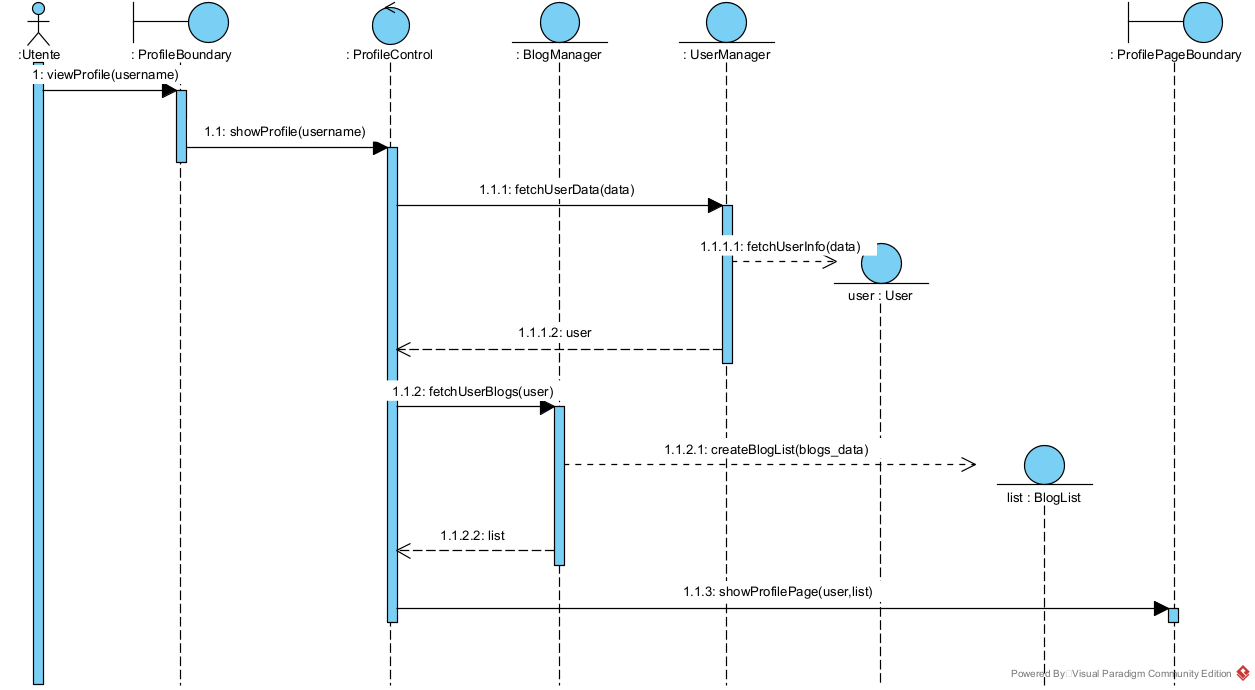 :Utente
: ProfileBoundary
: ProfileControl
: BlogManager
: UserManager
: ProfilePageBoundary
1: viewProfile(username)
1.1: showProfile(username)
1.1.1: fetchUserData(data)
1.1.1.1: fetchUserInfo(data)
user : User
1.1.1.2: user
1.1.2: fetchUserBlogs(user)
1.1.2.1: createBlogList(blogs_data)
list : BlogList
1.1.2.2: list
1.1.3: showProfilePage(user,list)
Powered By Visual Paradigm Community Edition